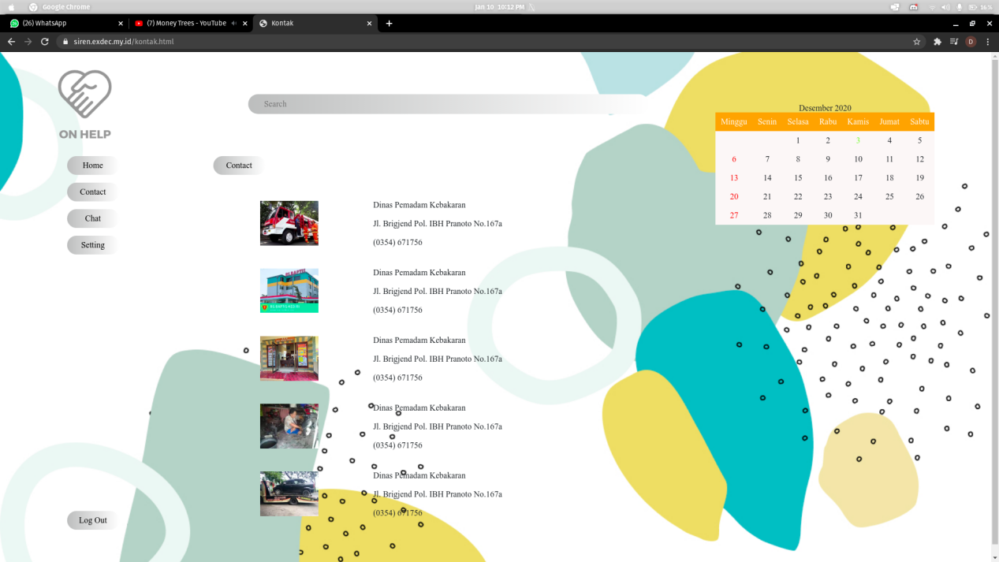 Google Chrome
Jan 10 10:12 PM
16%
(26) WhatsApp
(7) Money Trees - YouTube
Kontak
siren.exdec.my.id/kontak.html
D
ON HELP
Search
Home
Contact
Chat
Setting
Log Out
Contact
Dinas Pemadam Kebakaran
Jl. Brigjend Pol. IBH Pranoto No.167a
(0354) 671756
Dinas Pemadam Kebakaran
Jl. Brigjend Pol. IBH Pranoto No.167a
(0354) 671756
Dinas Pemadam Kebakaran
Jl. Brigjend Pol. IBH Pranoto No.167a
(0354) 671756
Dinas Pemadam Kebakaran
Jl. Brigjend Pol. IBH Pranoto No.167a
(0354) 671756
Dinas Pemadam Kebakaran
Jl. Brigjend Pol. IBH Pranoto No.167a
(0354) 671756
Desember 2020
Minggu Senin Selasa Rabu Kamis Jumat Sabtu
1 2 3 4 5
6 7 8 9 10 11 12
13 14 15 16 17 18 19
20 21 22 23 24 25 26
27 28 29 30 31